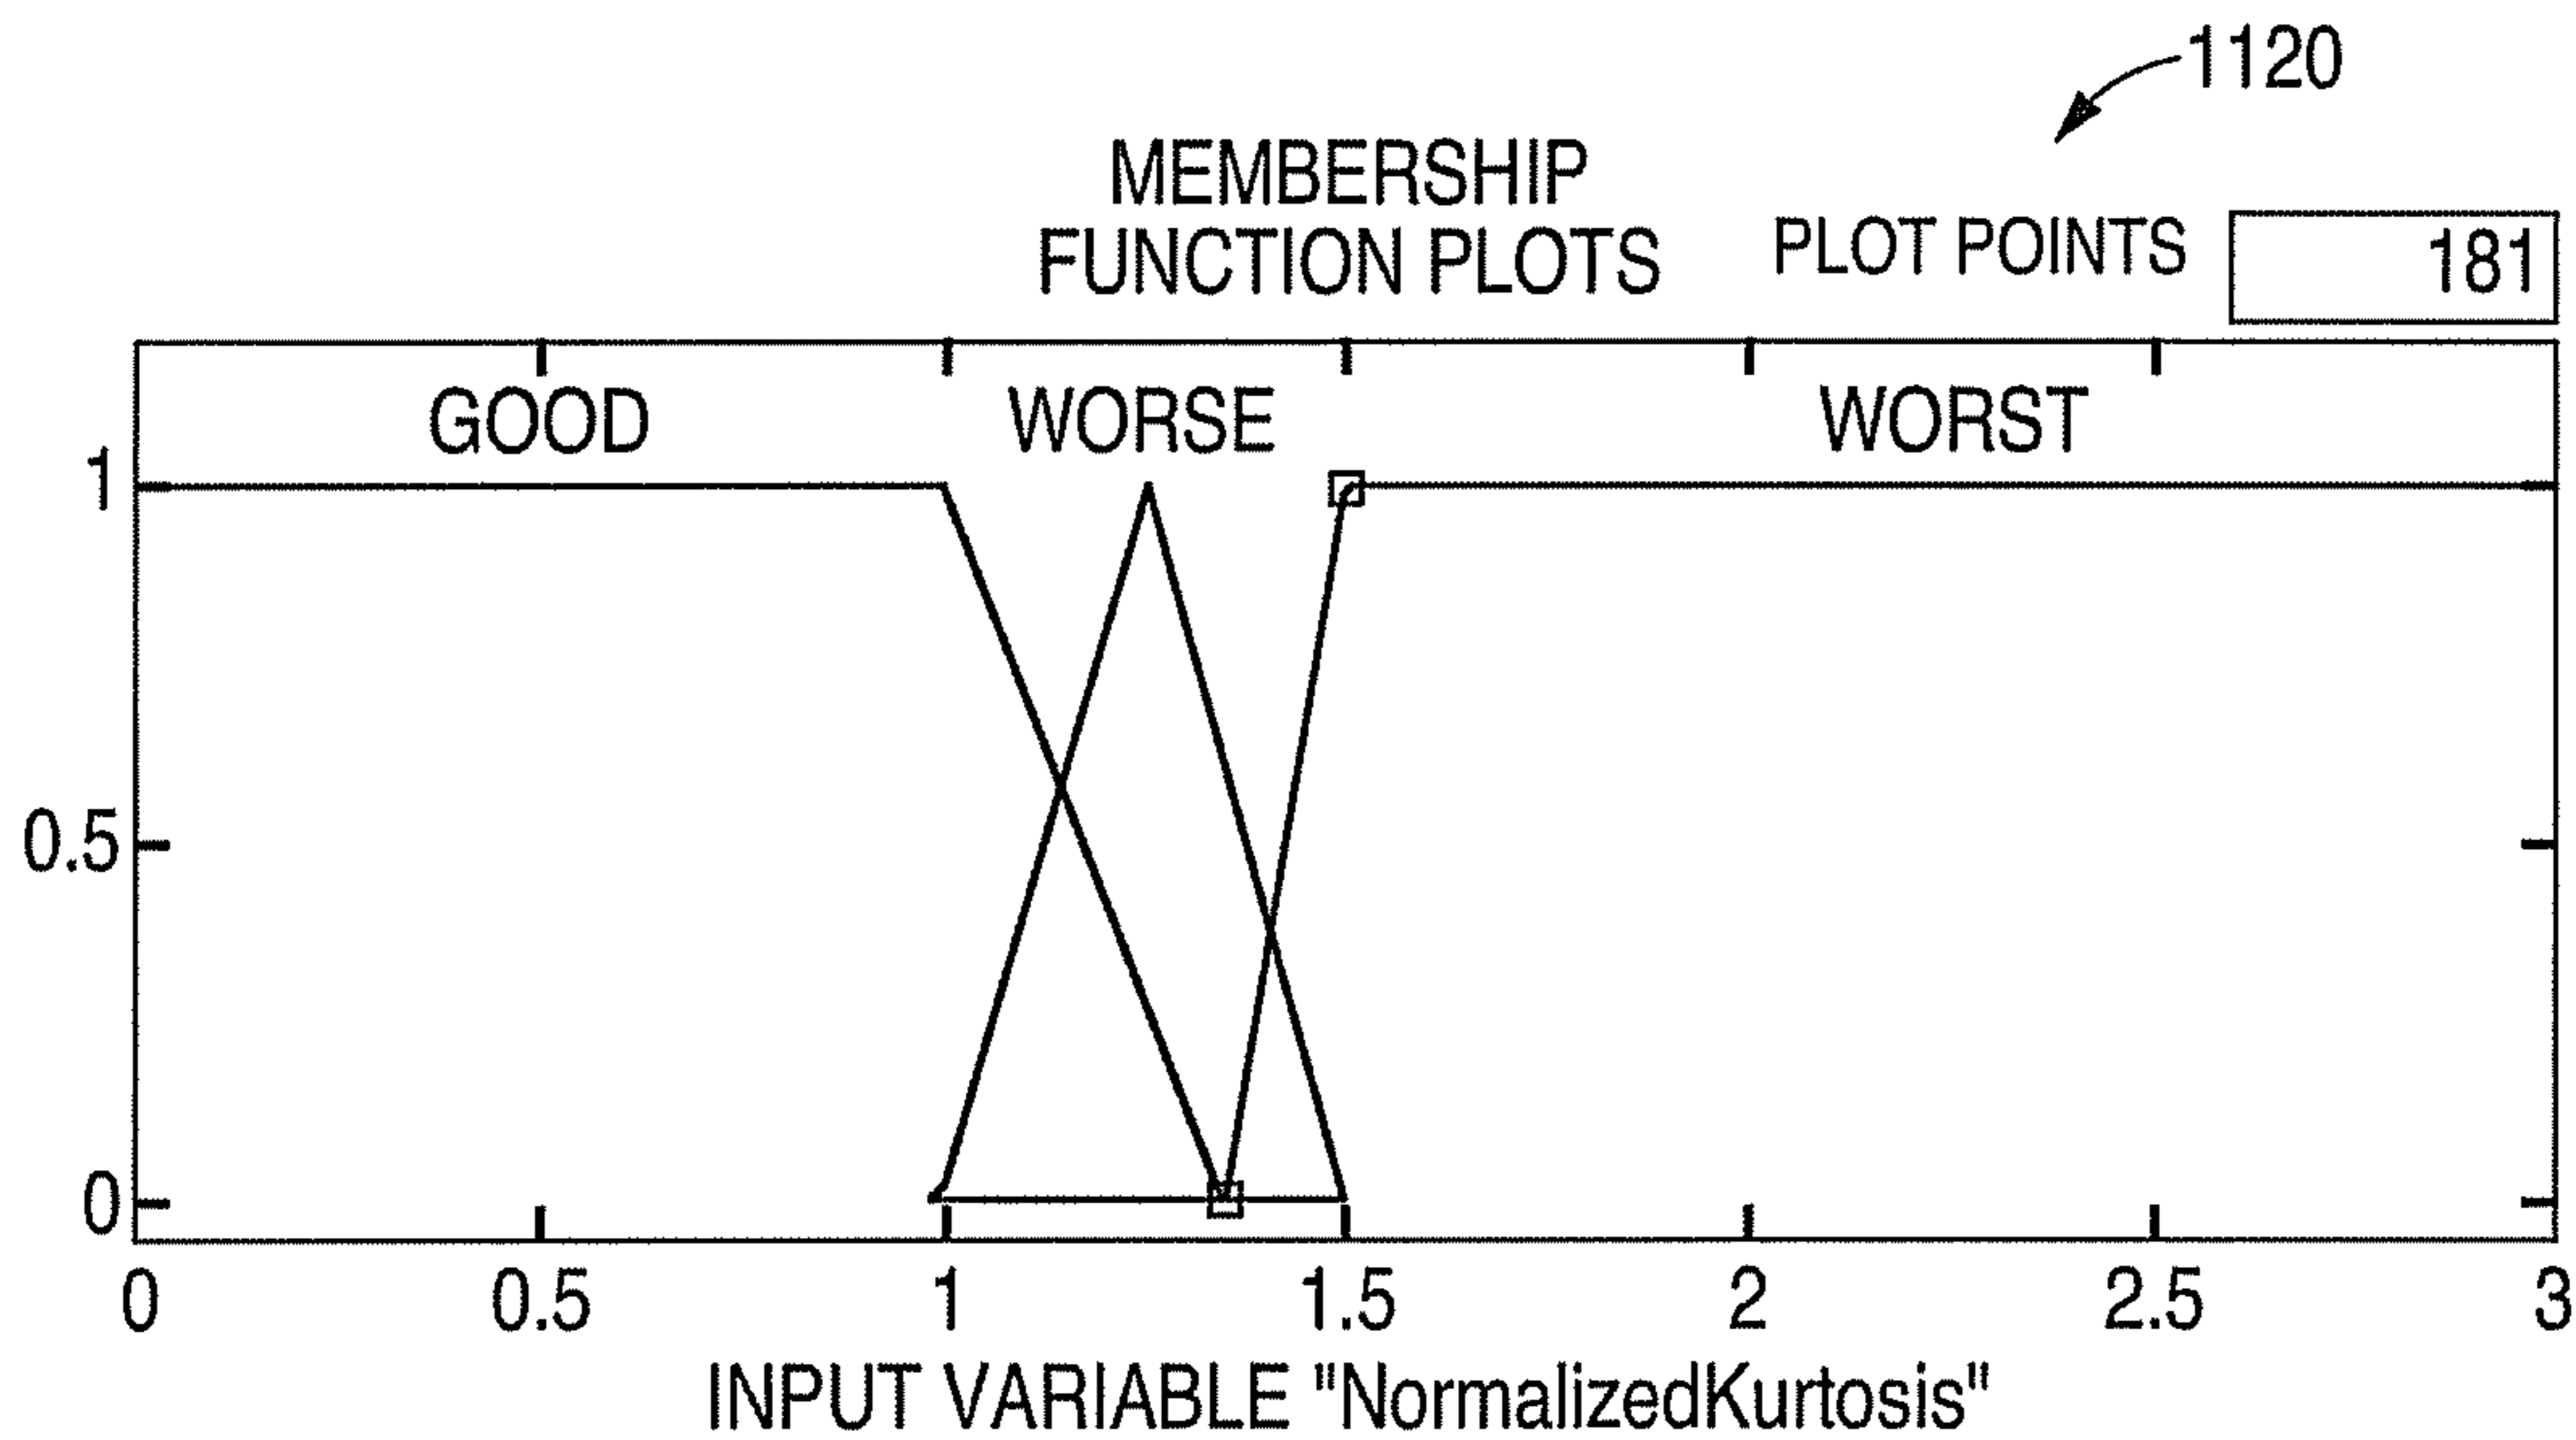 1120
MEMBERSHIP
FUNCTION PLOTS
PLOT POINTS 181
GOOD WORSE WORST
1
0.5
0
0 0.5 1 1.5 2 2.5 3
INPUT VARIABLE "NormalizedKurtosis"